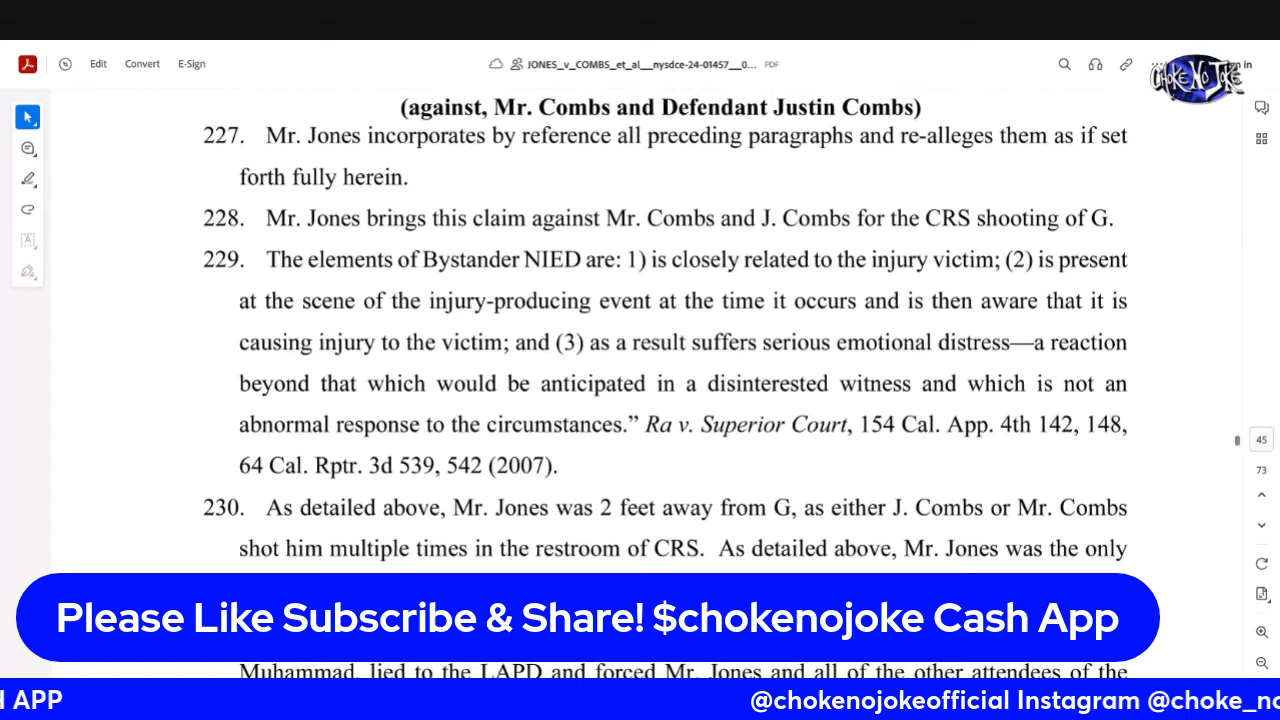 Edit Convert E-Sign JONES_v_COMBS_et_al__nysdce-24-01457__0... PDF in
CHOKE NO JOKE
(against, Mr. Combs and Defendant Justin Combs)
227. Mr. Jones incorporates by reference all preceding paragraphs and re-alleges them as if set
forth fully herein.
228. Mr. Jones brings this claim against Mr. Combs and J. Combs for the CRS shooting of G.
229. The elements of Bystander NIED are: 1) is closely related to the injury victim; (2) is present
at the scene of the injury-producing event at the time it occurs and is then aware that it is
causing injury to the victim; and (3) as a result suffers serious emotional distress—a reaction
beyond that which would be anticipated in a disinterested witness and which is not an
abnormal response to the circumstances.” Ra v. Superior Court, 154 Cal. App. 4th 142, 148,
64 Cal. Rptr. 3d 539, 542 (2007).
45
73
230. As detailed above, Mr. Jones was 2 feet away from G, as either J. Combs or Mr. Combs
shot him multiple times in the restroom of CRS. As detailed above, Mr. Jones was the only
Please Like Subscribe & Share! $chokenojoke Cash App
Muhammad, lied to the LAPD and forced Mr. Jones and all of the other attendees of the
H APP @chokenojokeofficial Instagram @choke_no